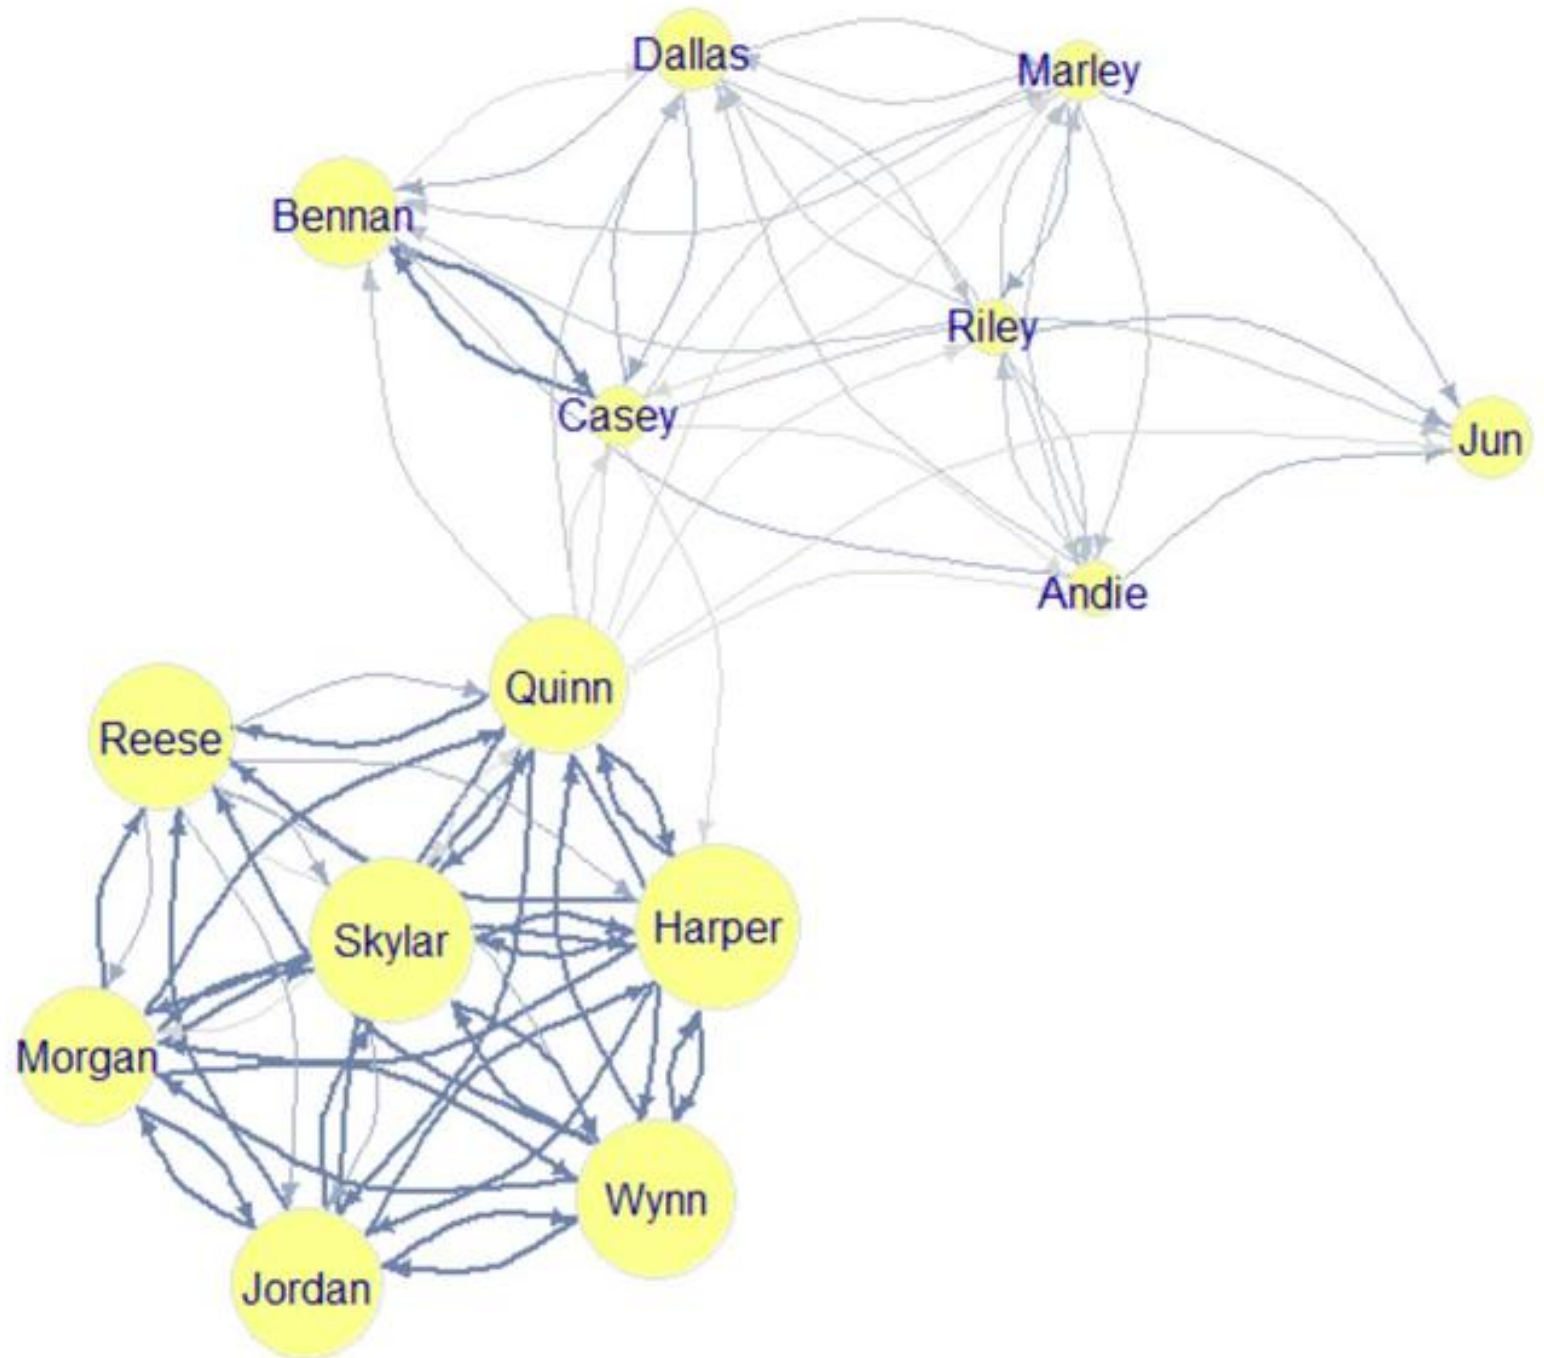 Dallas
Marley
Bennan
Riley
Casey
Jun
Andie
Quinn
Reese
Harper
Skylar
Morgan
Wynn
Jordan